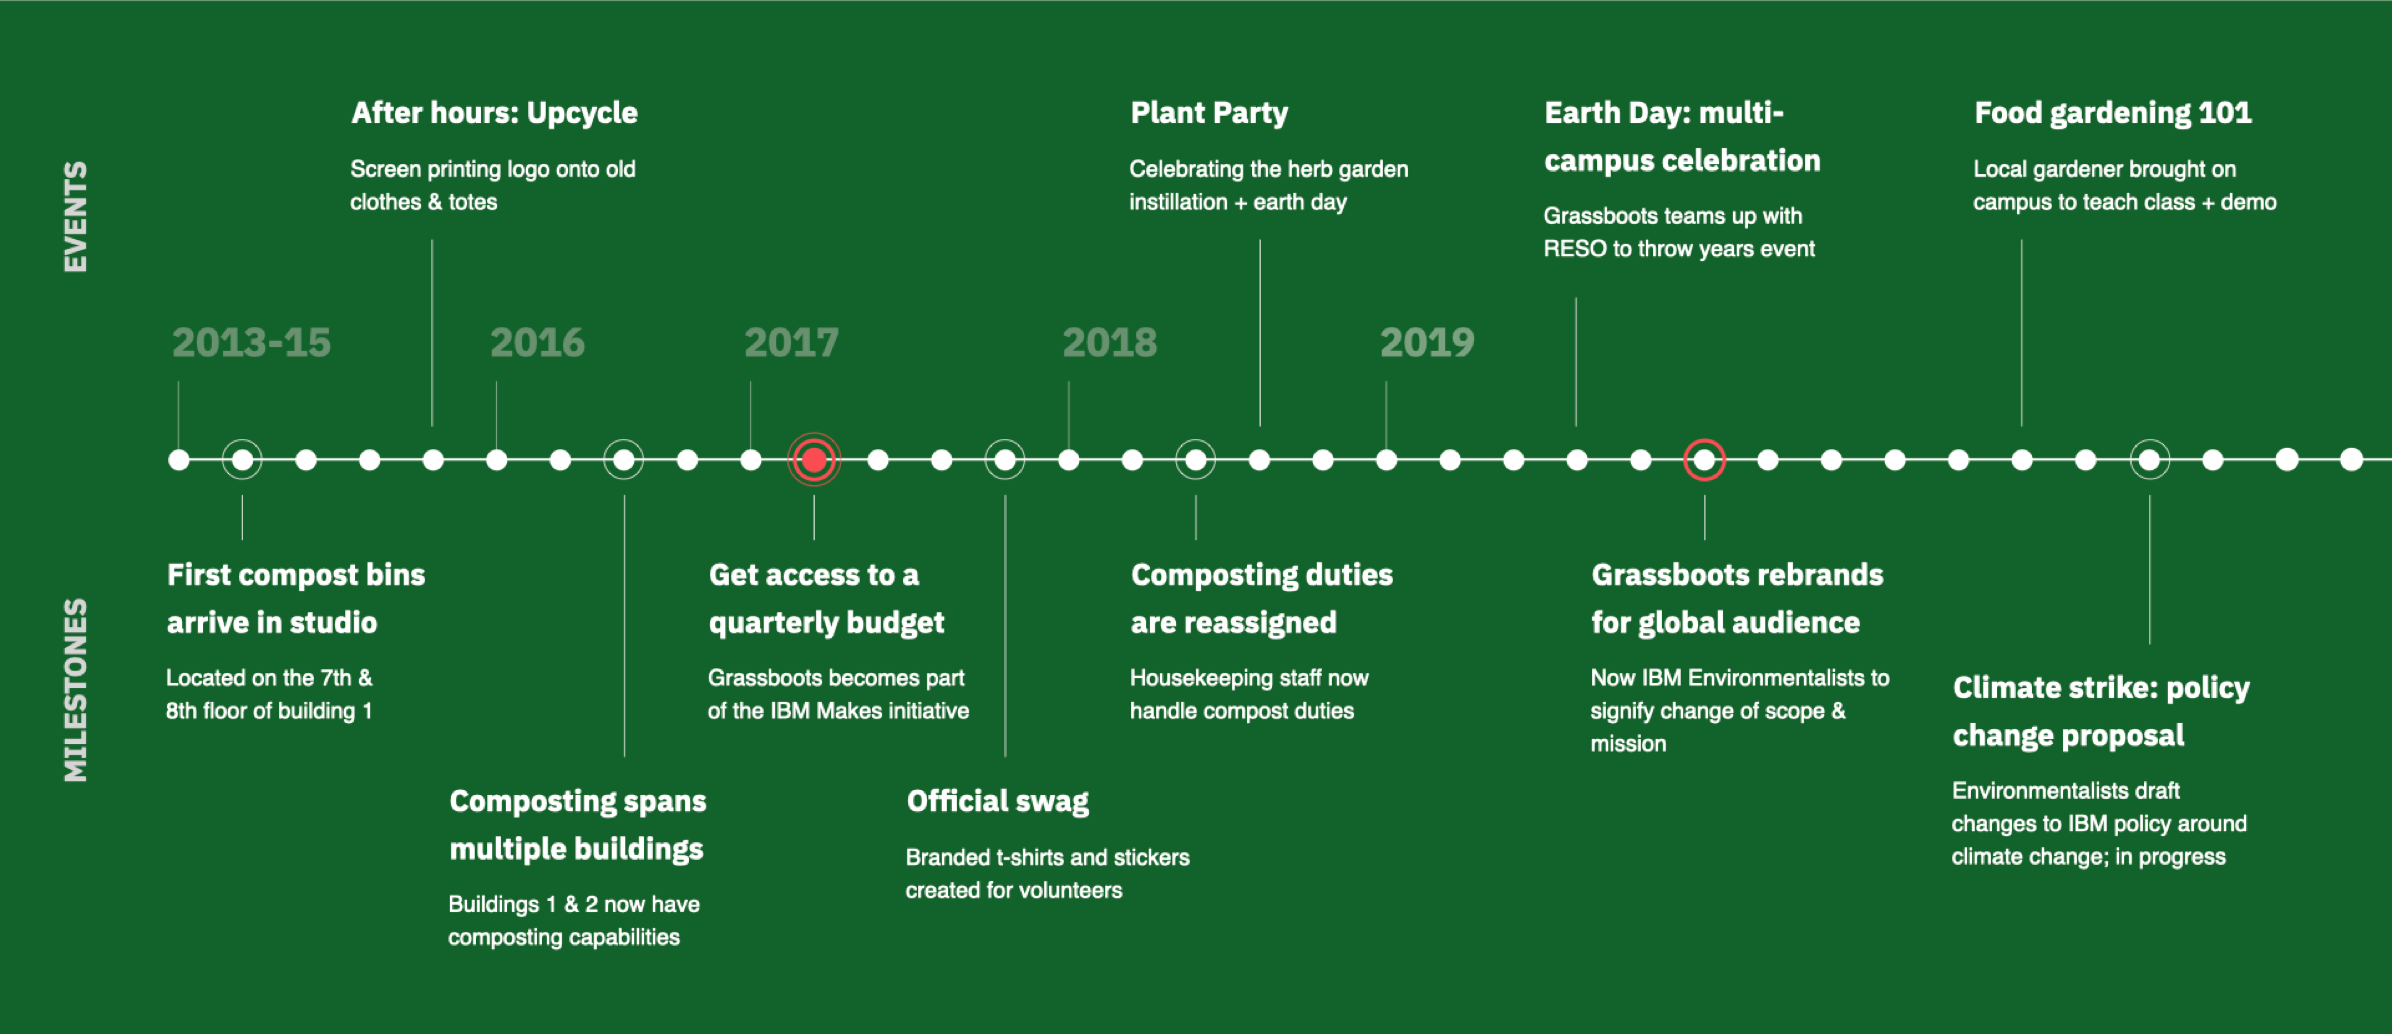 EVENTS
After hours: Upcycle
Screen printing logo onto old
clothes & totes
Plant Party
Celebrating the herb garden
instillation + earth day
Earth Day: multi-
campus celebration
Grassboots teams up with
RESO to throw years event
Food gardening 101
Local gardener brought on
campus to teach class + demo
2013-15
2016
2017
2018
2019
MILESTONES
First compost bins
arrive in studio
Located on the 7th &
8th floor of building 1
Composting spans
multiple buildings
Buildings 1 & 2 now have
composting capabilities
Get access to a
quarterly budget
Grassboots becomes part
of the IBM Makes initiative
Official swag
Branded t-shirts and stickers
created for volunteers
Composting duties
are reassigned
Housekeeping staff now
handle compost duties
Grassboots rebrands
for global audience
Now IBM Environmentalists to
signify change of scope &
mission
Climate strike: policy
change proposal
Environmentalists draft
changes to IBM policy around
climate change; in progress